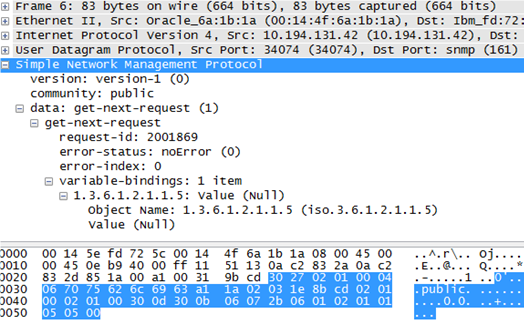 Frame 6: 83 bytes on wire (664 bits), 83 bytes captured (664 bits)
Ethernet II, Src: Oracle_6a:1b:1a (00:14:4f:6a:1b:1a), Dst: Ibm_fd:72:
Internet Protocol Version 4, Src: 10.194.131.42 (10.194.131.42), Dst:
User Datagram Protocol, Src Port: 34074 (34074), Dst Port: snmp (161)
Simple Network Management Protocol
version: version-1 (0)
community: public
data: get-next-request (1)
get-next-request
request-id: 2001869
error-status: noError (0)
error-index: 0
variable-bindings: 1 item
1.3.6.1.2.1.1.5: Value (Null)
Object Name: 1.3.6.1.2.1.1.5 (iso.3.6.1.2.1.1.5)
Value (Null)
0000 00 14 5e fd 72 5c 00 14 4f 6a 1b 1a 08 00 45 00 ..^.r\.. Oj....E.
0010 00 45 0e b9 40 00 ff 11 51 13 0a c2 83 2a 0a c2 .E..@... Q....*..
0020 83 2d 85 1a 00 a1 00 31 9b cd 30 27 02 01 00 04 .-.....1 ..0'....
0030 06 70 75 62 6c 69 63 a1 1a 02 03 1e 8b cd 02 01 .public. ........
0040 00 02 01 00 30 0d 30 0b 06 07 2b 06 01 02 01 01 ....0.0. ..+.....
0050 05 05 00 ...